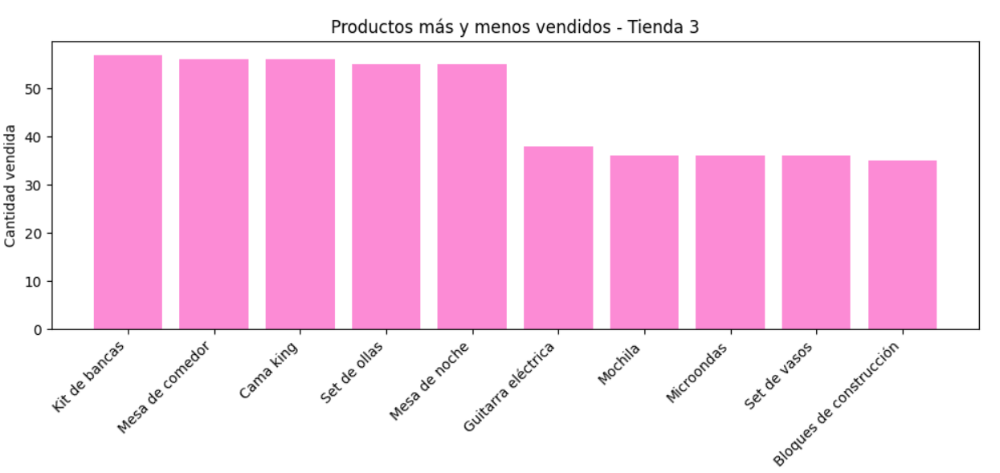 Productos más y menos vendidos - Tienda 3
Cantidad vendida
50
40
30
20
10
0
Kit de bancas
Mesa de comedor
Cama king
Set de ollas
Mesa de noche
Guitarra eléctrica
Mochila
Microondas
Set de vasos
Bloques de construcción